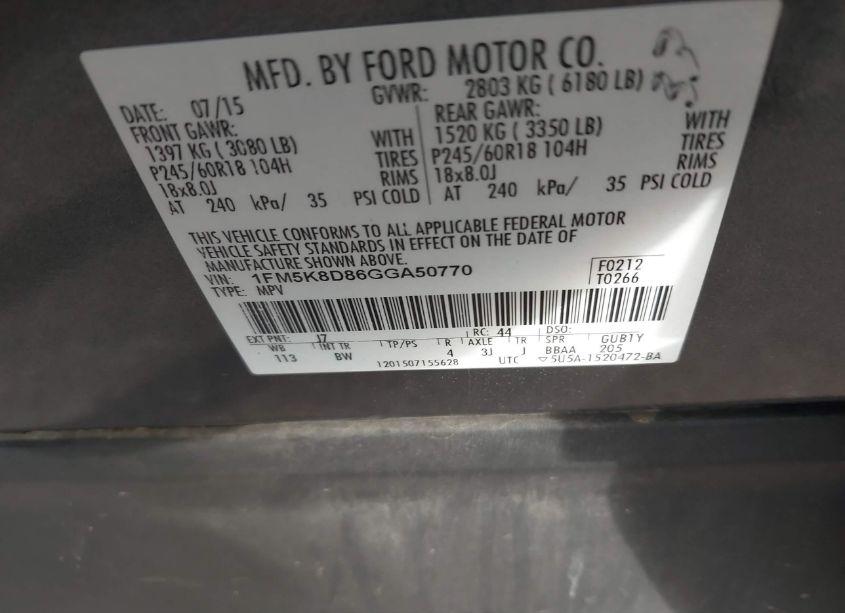 MFD. BY FORD MOTOR CO.
DATE: 07/15 GVWR: 2803 KG ( 6180 LB)
FRONT GAWR: REAR GAWR:
1397 KG ( 3080 LB) WITH 1520 KG ( 3350 LB) WITH
P245/60R18 104H TIRES P245/60R18 104H TIRES
18x8.0J RIMS 18x8.0J RIMS
AT 240 kPa/ 35 PSI COLD AT 240 kPa/ 35 PSI COLD
THIS VEHICLE CONFORMS TO ALL APPLICABLE FEDERAL MOTOR
VEHICLE SAFETY STANDARDS IN EFFECT ON THE DATE OF
MANUFACTURE SHOWN ABOVE.
VIN: 1FM5K8D86GGA50770 F0212
TYPE: MPV T0266
EXT PNT: J7 RC: 44 DSO:
WB INT TR TP/PS R AXLE TR SPR GUB1Y
113 BW 4 3J J BBAA 205
1201507155628 UTC 5U5A-1520472-BA